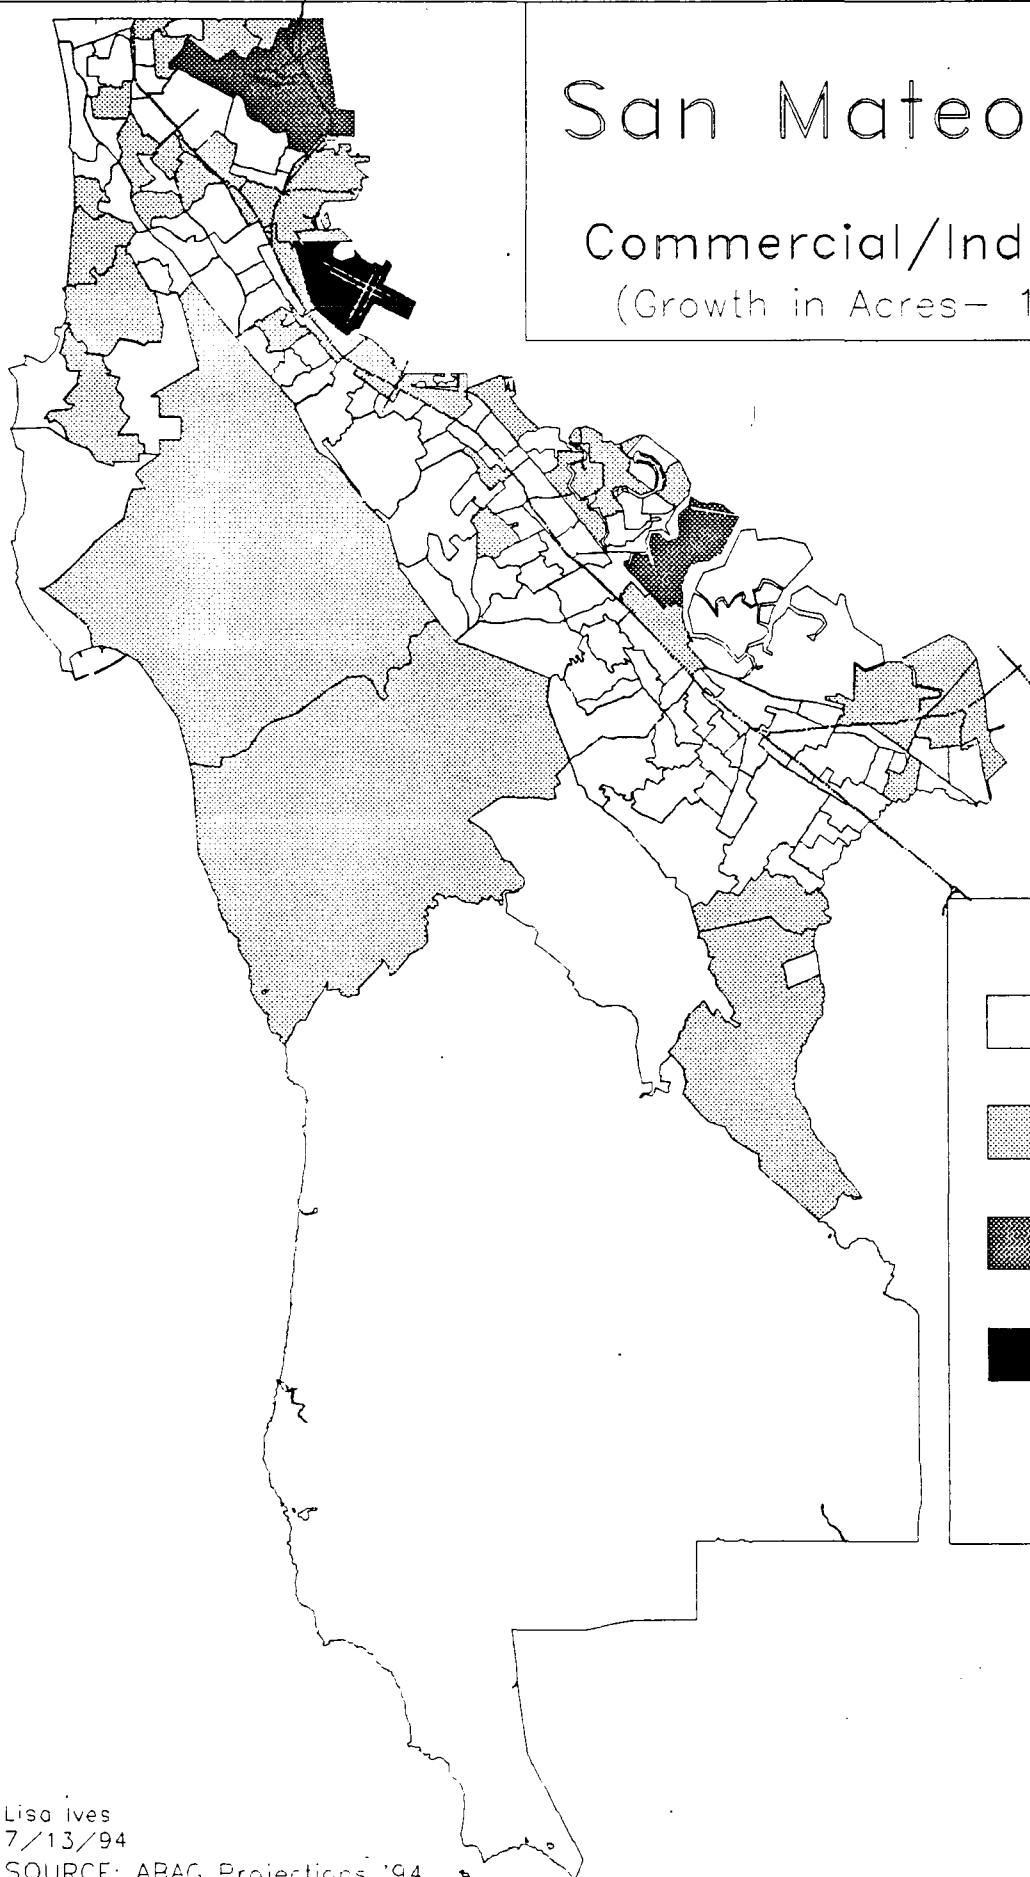 San Mateo
Commercial/Ind
(Growth in Acres— 1
Lisa Ives
7/13/94
SOURCE: ABAG Projections '94